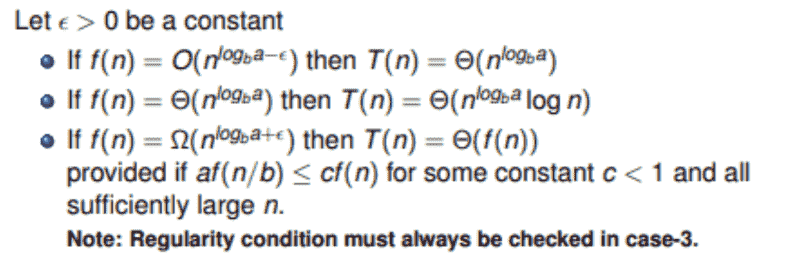 Let ϵ > 0 be a constant
If f(n) = O(n^{log_b a−ϵ}) then T(n) = Θ(n^{log_b a})
If f(n) = Θ(n^{log_b a}) then T(n) = Θ(n^{log_b a} log n)
If f(n) = Ω(n^{log_b a+ϵ}) then T(n) = Θ(f(n))
provided if af(n/b) ≤ cf(n) for some constant c < 1 and all
sufficiently large n.
Note: Regularity condition must always be checked in case-3.